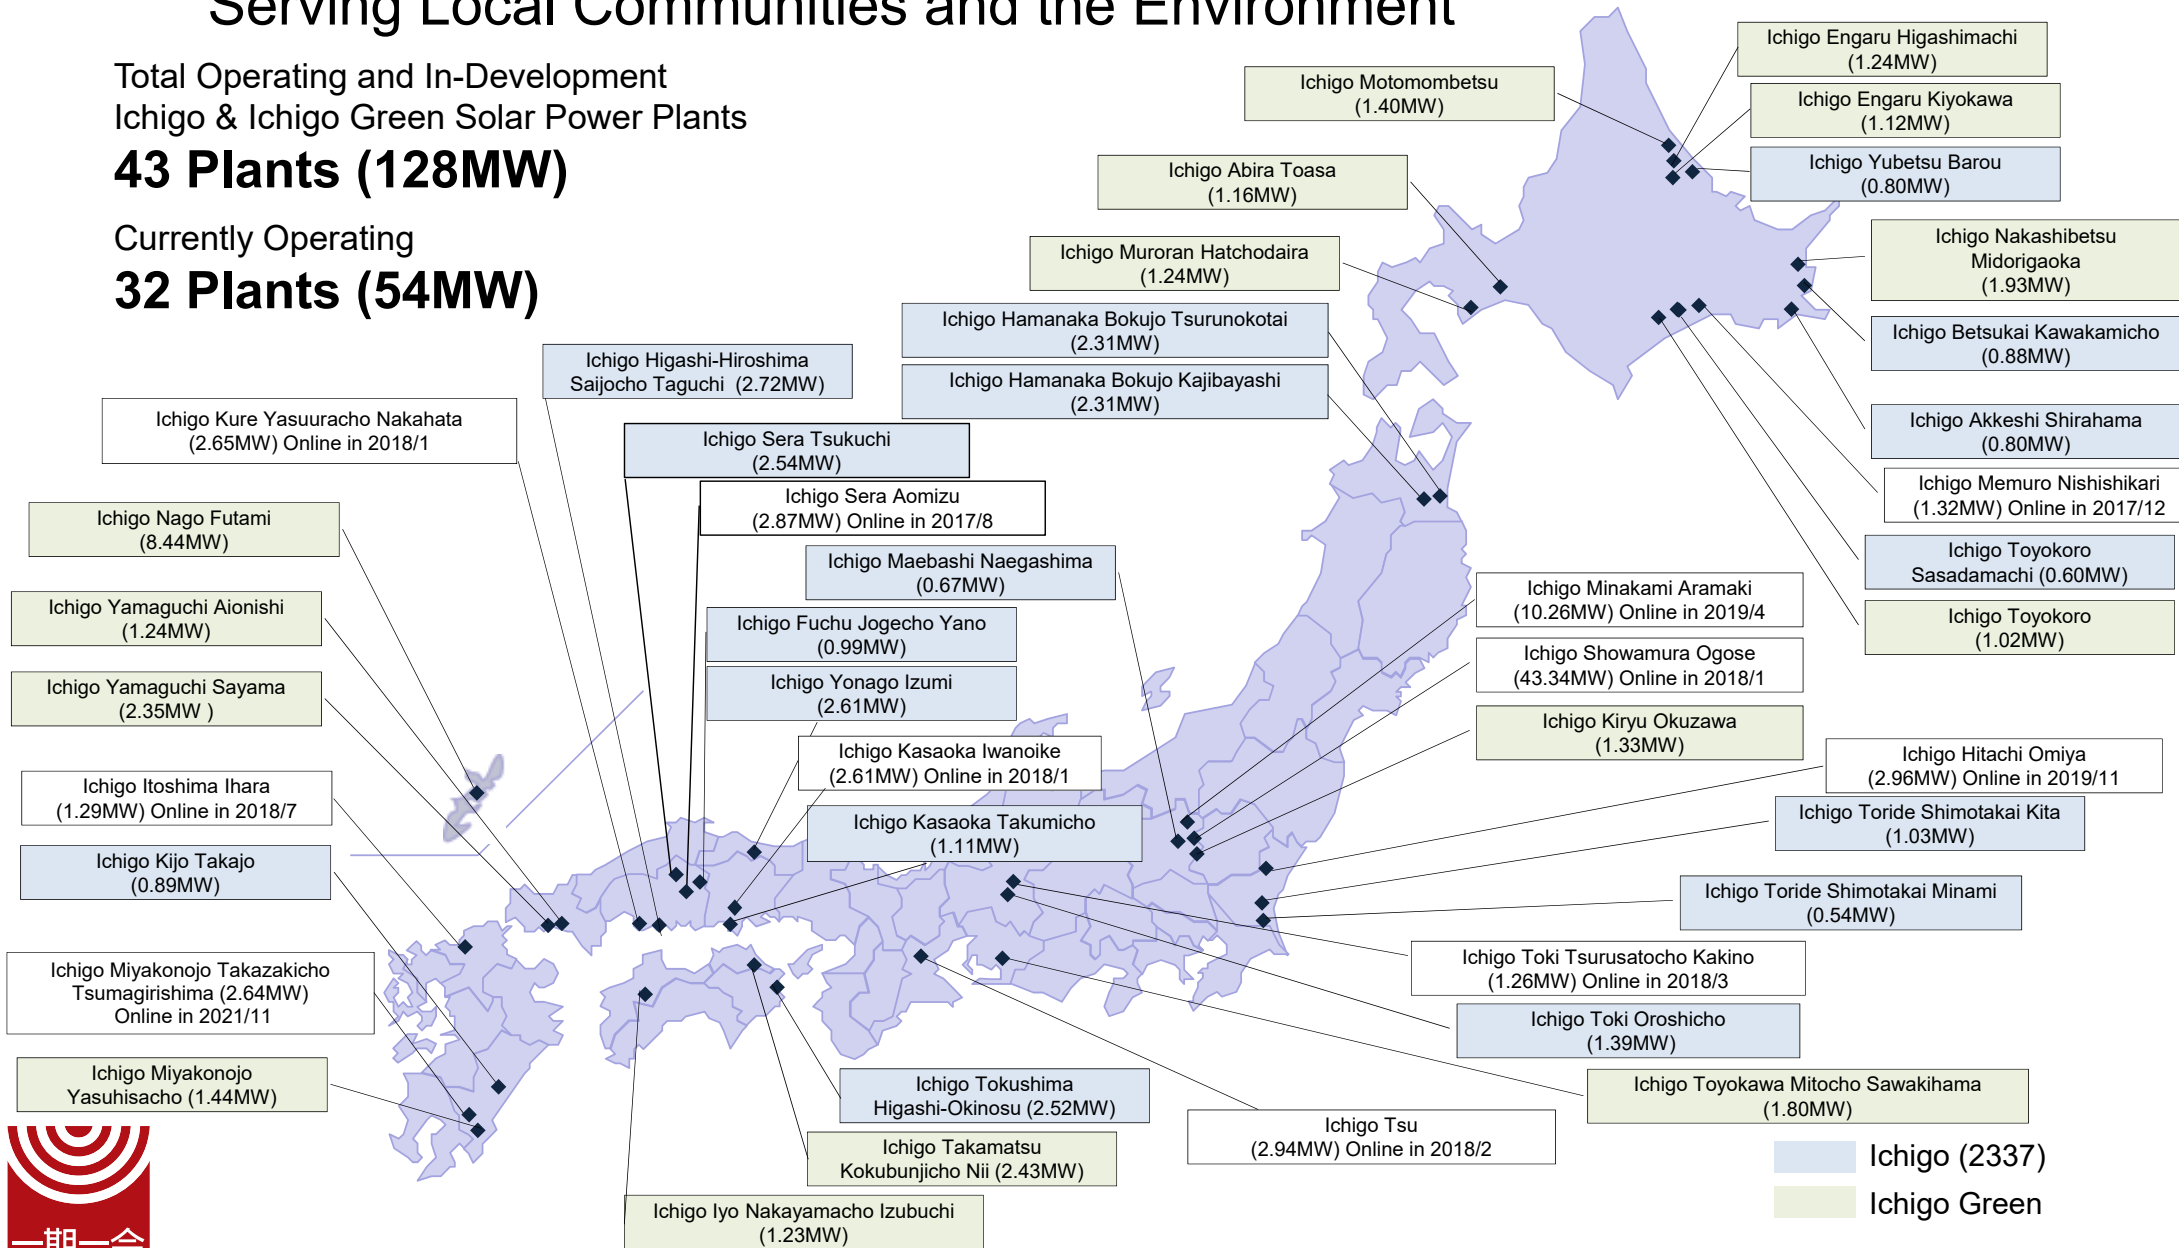 Serving Local Communities and the Environment
Total Operating and In-Development
Ichigo & Ichigo Green Solar Power Plants
43 Plants (128MW)
Currently Operating
32 Plants (54MW)
Ichigo Engaru Higashimachi
(1.24MW)
Ichigo Motomombetsu
(1.40MW)
Ichigo Engaru Kiyokawa
(1.12MW)
Ichigo Yubetsu Barou
(0.80MW)
Ichigo Abira Toasa
(1.16MW)
Ichigo Nakashibetsu
Midorigaoka
(1.93MW)
Ichigo Muroran Hatchodaira
(1.24MW)
Ichigo Hamanaka Bokujo Tsurunokotai
(2.31MW)
Ichigo Betsukai Kawakamicho
(0.88MW)
Ichigo Higashi-Hiroshima
Saijocho Taguchi (2.72MW)
Ichigo Hamanaka Bokujo Kajibayashi
(2.31MW)
Ichigo Akkeshi Shirahama
(0.80MW)
Ichigo Kure Yasuuracho Nakahata
(2.65MW) Online in 2018/1
Ichigo Sera Tsukuchi
(2.54MW)
Ichigo Memuro Nishishikari
(1.32MW) Online in 2017/12
Ichigo Sera Aomizu
(2.87MW) Online in 2017/8
Ichigo Nago Futami
(8.44MW)
Ichigo Toyokoro
Sasadamachi (0.60MW)
Ichigo Maebashi Naegashima
(0.67MW)
Ichigo Minakami Aramaki
(10.26MW) Online in 2019/4
Ichigo Yamaguchi Aionishi
(1.24MW)
Ichigo Toyokoro
(1.02MW)
Ichigo Fuchu Jogecho Yano
(0.99MW)
Ichigo Showamura Ogose
(43.34MW) Online in 2018/1
Ichigo Yamaguchi Sayama
(2.35MW )
Ichigo Yonago Izumi
(2.61MW)
Ichigo Kiryu Okuzawa
(1.33MW)
Ichigo Kasaoka Iwanoike
(2.61MW) Online in 2018/1
Ichigo Hitachi Omiya
(2.96MW) Online in 2019/11
Ichigo Itoshima Ihara
(1.29MW) Online in 2018/7
Ichigo Toride Shimotakai Kita
(1.03MW)
Ichigo Kasaoka Takumicho
(1.11MW)
Ichigo Kijo Takajo
(0.89MW)
Ichigo Toride Shimotakai Minami
(0.54MW)
Ichigo Toki Tsurusatocho Kakino
(1.26MW) Online in 2018/3
Ichigo Miyakonojo Takazakicho
Tsumagirishima (2.64MW)
Online in 2021/11
Ichigo Toki Oroshicho
(1.39MW)
Ichigo Miyakonojo
Yasuhisacho (1.44MW)
Ichigo Tokushima
Higashi-Okinosu (2.52MW)
Ichigo Toyokawa Mitocho Sawakihama
(1.80MW)
Ichigo Tsu
(2.94MW) Online in 2018/2
Ichigo Takamatsu
Kokubunjicho Nii (2.43MW)
Ichigo Iyo Nakayamacho Izubuchi
(1.23MW)
Ichigo (2337)
Ichigo Green
一期一会